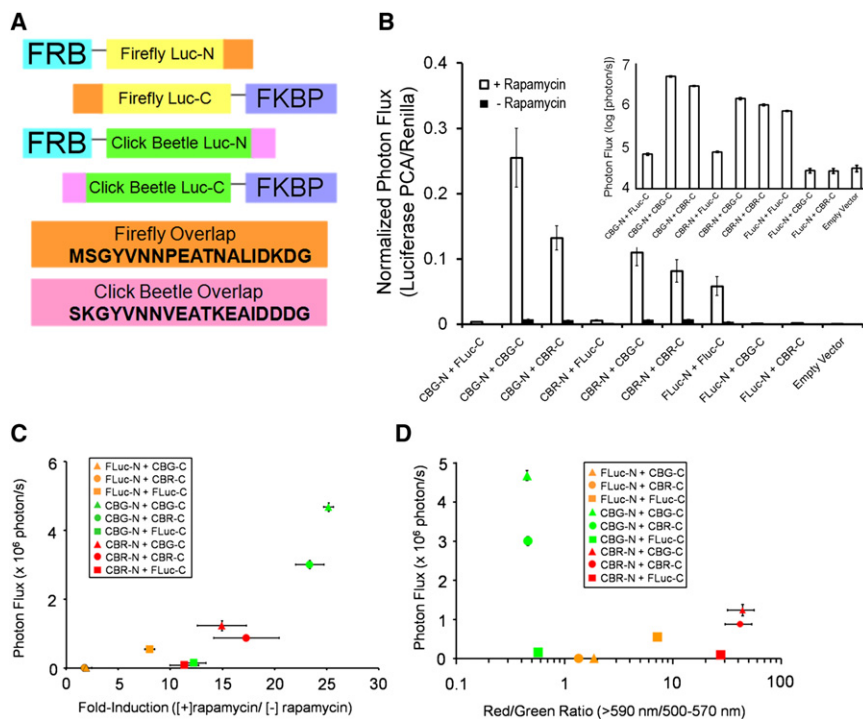 A
FRB
Firefly Luc-N
Firefly Luc-C
FKBP
FRB
Click Beetle Luc-N
Click Beetle Luc-C
FKBP
Firefly Overlap
MSGYVNNPEATNALIDKDG
Click Beetle Overlap
SKGYVNNVEATKEAIDDDG
B
Normalized Photon Flux
(Luciferase PCA/Renilla)
0.4
0.3
0.2
0.1
0
+ Rapamycin
- Rapamycin
CBG-N + FLuc-C
CBG-N + CBG-C
CBG-N + CBR-C
CBR-N + FLuc-C
CBR-N + CBG-C
CBR-N + CBR-C
FLuc-N + Fluc-C
FLuc-N + CBG-C
FLuc-N + CBR-C
Empty Vector
Photon Flux (log [photon/s])
7
6
5
4
CBG-N + FLuc-C
CBG-N + CBG-C
CBG-N + CBR-C
CBR-N + FLuc-C
CBR-N + CBG-C
CBR-N + CBR-C
FLuc-N + FLuc-C
FLuc-N + CBG-C
FLuc-N + CBR-C
Empty Vector
C
Photon Flux (x 10⁶ photon/s)
6
4
2
0
FLuc-N + CBG-C
FLuc-N + CBR-C
FLuc-N + FLuc-C
CBG-N + CBG-C
CBG-N + CBR-C
CBG-N + FLuc-C
CBR-N + CBG-C
CBR-N + CBR-C
CBR-N + FLuc-C
0 5 10 15 20 25 30
Fold-Induction ([+]rapamycin/ [-] rapamycin)
D
Photon Flux (x 10⁶ photon/s)
5
4
3
2
1
0
FLuc-N + CBG-C
FLuc-N + CBR-C
FLuc-N + FLuc-C
CBG-N + CBG-C
CBG-N + CBR-C
CBG-N + FLuc-C
CBR-N + CBG-C
CBR-N + CBR-C
CBR-N + FLuc-C
0.1 1 10 100
Red/Green Ratio (>590 nm/500-570 nm)